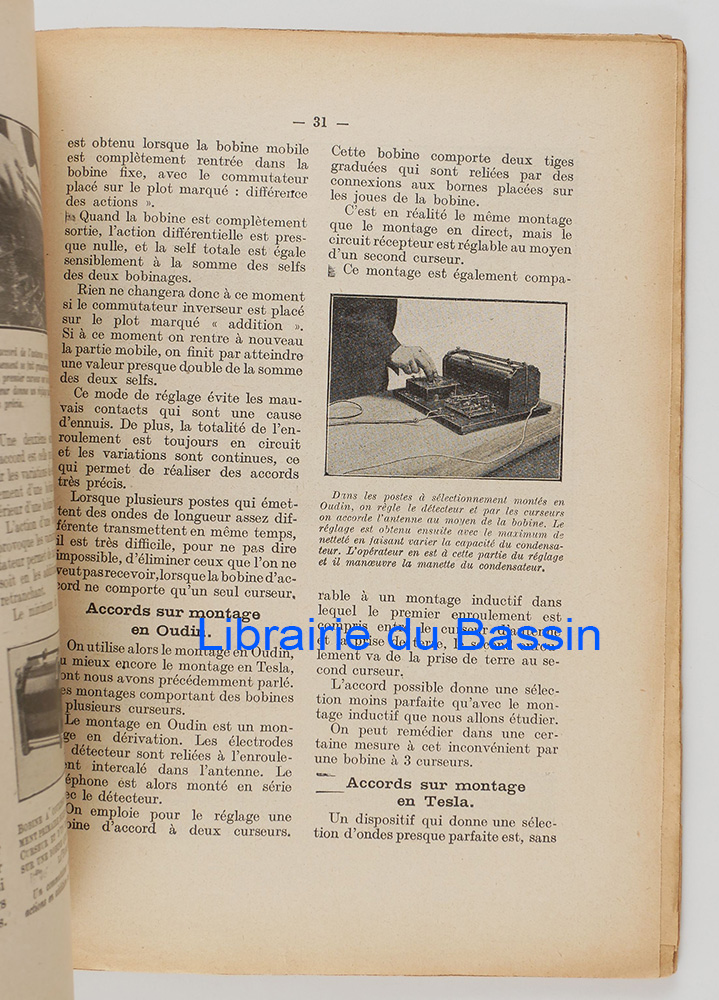 — 31 —
est obtenu lorsque la bobine mobile
est complètement rentrée dans la
bobine fixe, avec le commutateur
placé sur le plot marqué : différence
des actions ».
Quand la bobine est complètement
sortie, l'action différentielle est pres-
que nulle, et la self totale est égale
sensiblement à la somme des selfs
des deux bobinages.
Rien ne changera donc à ce moment
si le commutateur inverseur est placé
sur le plot marqué « addition ».
Si à ce moment on rentre à nouveau
la partie mobile, on finit par atteindre
une valeur presque double de la somme
des deux selfs.
Ce mode de réglage évite les mau-
vais contacts qui sont une cause
d'ennuis. De plus, la totalité de l'en-
roulement est toujours en circuit
et les variations sont continues, ce
qui permet de réaliser des accords
très précis.
Lorsque plusieurs postes qui émet-
tent des ondes de longueur assez dif-
férente transmettent en même temps,
il est très difficile, pour ne pas dire
impossible, d'éliminer ceux que l'on ne
veut pas recevoir, lorsque la bobine d'ac-
cord ne comporte qu'un seul curseur.
Accords sur montage
en Oudin.
On utilise alors le montage en Oudin,
mieux encore le montage en Tesla,
ont nous avons précédemment parlé.
es montages comportant des bobines
plusieurs curseurs.
Le montage en Oudin est un mon-
ge en dérivation. Les électrodes
détecteur sont reliées à l'enroule-
nt intercalé dans l'antenne. Le
éphone est alors monté en série
ec le détecteur.
On emploie pour le réglage une
bine d'accord à deux curseurs.
Cette bobine comporte deux tiges
graduées qui sont reliées par des
connexions aux bornes placées sur
les joues de la bobine.
C'est en réalité le même montage
que le montage en direct, mais le
circuit récepteur est réglable au moyen
d'un second curseur.
Ce montage est également compa-
Dans les postes à sélectionnement montés en
Oudin, on règle le détecteur et par les curseurs
on accorde l'antenne au moyen de la bobine. Le
réglage est obtenu ensuite avec le maximum de
netteté en faisant varier la capacité du condensa-
teur. L'opérateur en est à cette partie du réglage
et il manœuvre la manette du condensateur.
rable à un montage inductif dans
lequel le premier enroulement est
compris entre le curseur d'antenne
et la prise de terre, le
lement va de la prise de terre au se-
cond curseur.
L'accord possible donne une sélec-
tion moins parfaite qu'avec le mon-
tage inductif que nous allons étudier.
On peut remédier dans une cer-
taine mesure à cet inconvénient par
une bobine à 3 curseurs.
Accords sur montage
en Tesla.
Un dispositif qui donne une sélec-
tion d'ondes presque parfaite est, sans
Librairie du Bassin